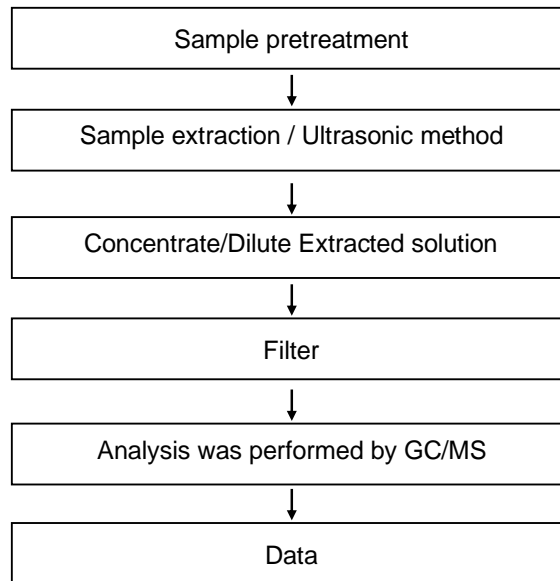 Sample pretreatment
Sample extraction / Ultrasonic method
Concentrate/Dilute Extracted solution
Filter
Analysis was performed by GC/MS
Data